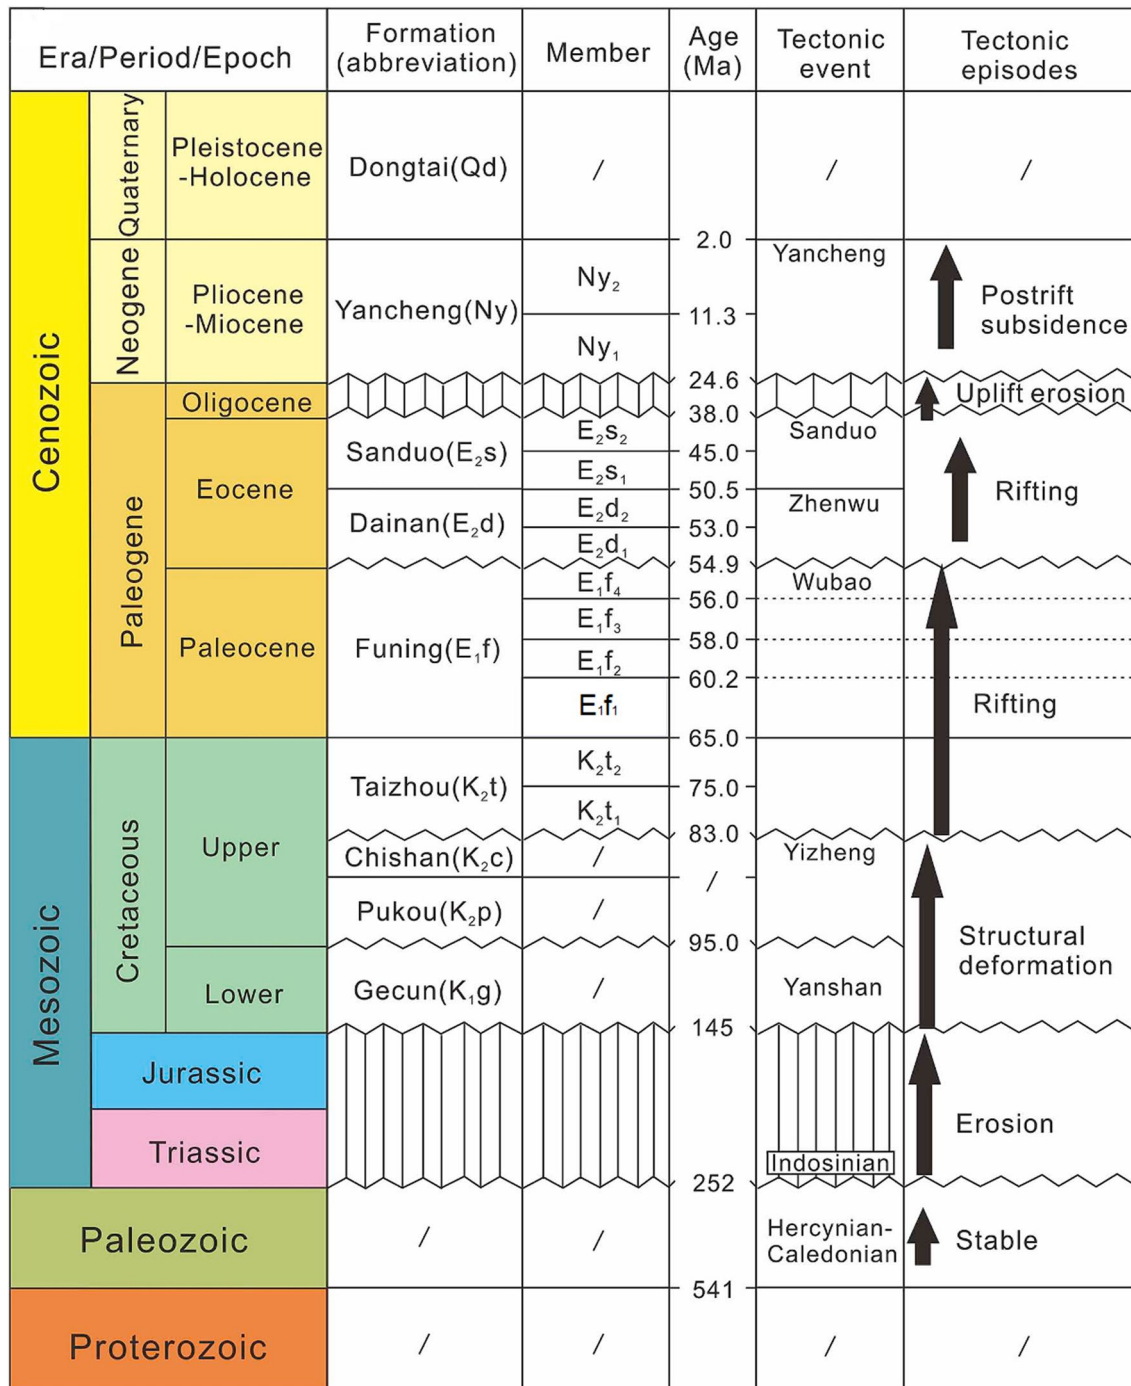 Era/Period/Epoch
Formation
(abbreviation)
Member
Age
(Ma)
Tectonic
event
Tectonic
episodes
Cenozoic
Quaternary
Pleistocene
-Holocene
Dongtai(Qd)
/
/
/
2.0
Neogene
Pliocene
-Miocene
Yancheng(Ny)
Ny₂
11.3
Ny₁
Yancheng
Postrift
subsidence
24.6
Paleogene
Oligocene
Uplift erosion
38.0
Eocene
Sanduo(E₂s)
E₂s₂
45.0
E₂s₁
Sanduo
50.5
Dainan(E₂d)
E₂d₂
53.0
E₂d₁
Zhenwu
Rifting
54.9
Paleocene
Funing(E₁f)
E₁f₄
56.0
E₁f₃
58.0
E₁f₂
60.2
E₁f₁
Wubao
Rifting
65.0
Mesozoic
Cretaceous
Upper
Taizhou(K₂t)
K₂t₂
75.0
K₂t₁
83.0
Chishan(K₂c)
/
/
Yizheng
Pukou(K₂p)
/
95.0
Structural
deformation
Lower
Gecun(K₁g)
/
Yanshan
145
Jurassic
Triassic
Erosion
Indosinian
252
Paleozoic
/
/
Hercynian-
Caledonian
Stable
541
Proterozoic
/
/
/
/